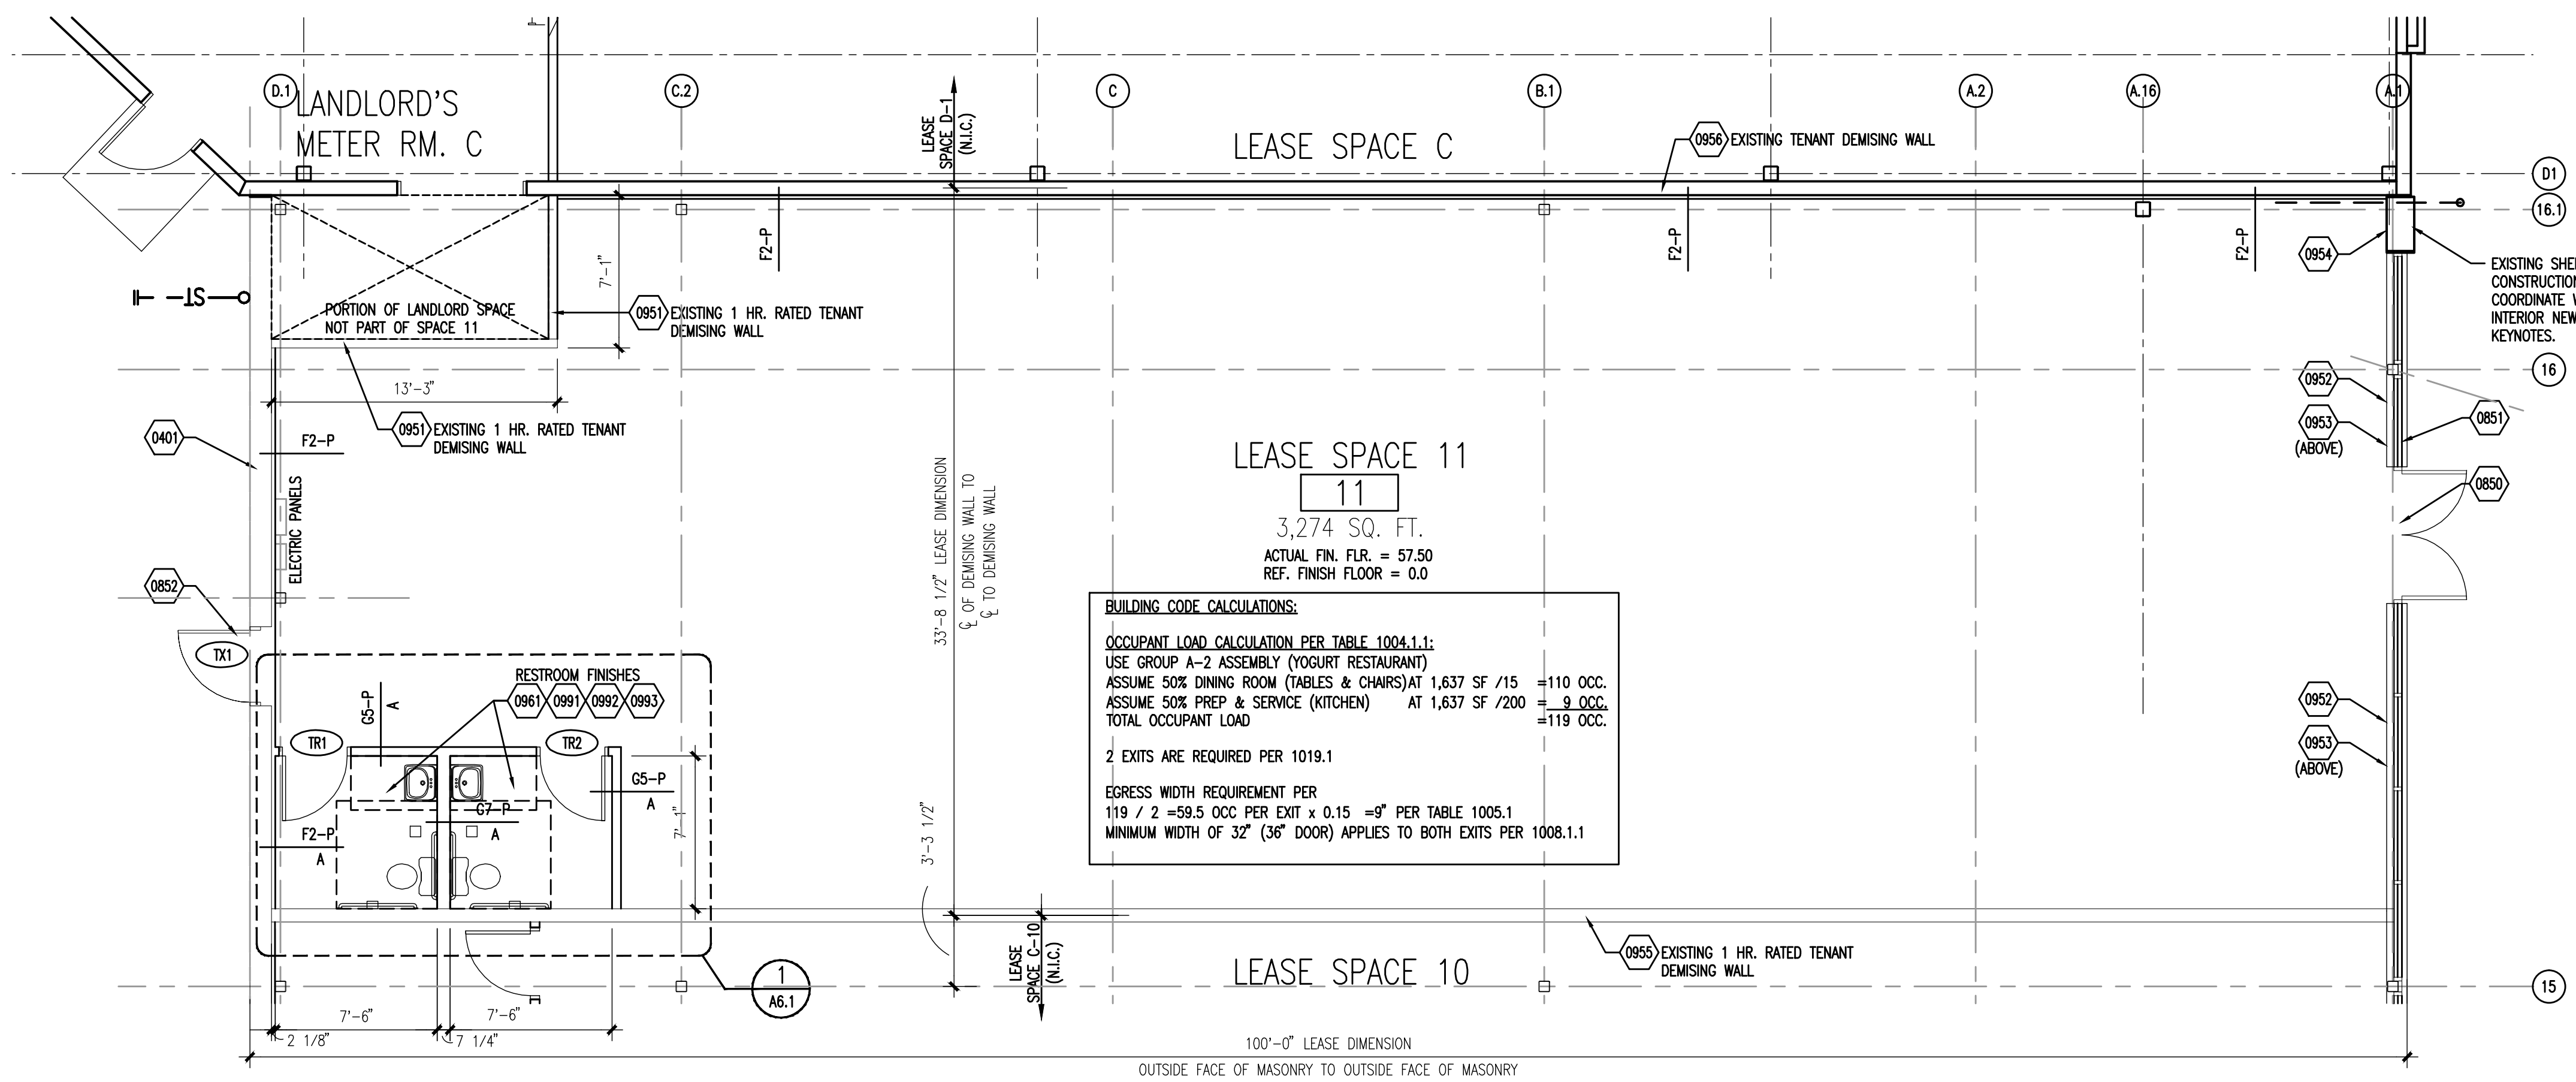 D.1
C.2
C
B.1
A.2
A.16
A.1
LANDLORD'S
METER RM. C
LEASE
SPACE D-1
(N.I.C.)
LEASE SPACE C
0956 EXISTING TENANT DEMISING WALL
D1
16.1
F2-P
F2-P
F2-P
0954
EXISTING SHE
CONSTRUCTION
COORDINATE W
INTERIOR NEW
KEYNOTES.
ST
PORTION OF LANDLORD SPACE
NOT PART OF SPACE 11
7'-1"
0951 EXISTING 1 HR. RATED TENANT
DEMISING WALL
16
13'-3"
0952
0953
(ABOVE)
0851
0401
F2-P
0951 EXISTING 1 HR. RATED TENANT
DEMISING WALL
LEASE SPACE 11
11
3,274 SQ. FT.
ACTUAL FIN. FLR. = 57.50
REF. FINISH FLOOR = 0.0
0850
ELECTRIC PANELS
33'-8 1/2" LEASE DIMENSION
℄ OF DEMISING WALL TO
℄ TO DEMISING WALL
0852
TX1
BUILDING CODE CALCULATIONS:
OCCUPANT LOAD CALCULATION PER TABLE 1004.1.1:
USE GROUP A-2 ASSEMBLY (YOGURT RESTAURANT)
ASSUME 50% DINING ROOM (TABLES & CHAIRS)AT 1,637 SF /15 =110 OCC.
ASSUME 50% PREP & SERVICE (KITCHEN) AT 1,637 SF /200 = 9 OCC.
TOTAL OCCUPANT LOAD =119 OCC.
2 EXITS ARE REQUIRED PER 1019.1
EGRESS WIDTH REQUIREMENT PER
119 / 2 =59.5 OCC PER EXIT x 0.15 =9" PER TABLE 1005.1
MINIMUM WIDTH OF 32" (36" DOOR) APPLIES TO BOTH EXITS PER 1008.1.1
RESTROOM FINISHES
0961 0991 0992 0993
G5-P
A
TR1
TR2
G5-P
A
G7-P
A
F2-P
A
7'-1"
3'-3 1/2"
0952
0953
(ABOVE)
LEASE
SPACE C-10
(N.I.C.)
LEASE SPACE 10
0955 EXISTING 1 HR. RATED TENANT
DEMISING WALL
1
A6.1
15
7'-6"
7'-6"
2 1/8"
7 1/4"
100'-0" LEASE DIMENSION
OUTSIDE FACE OF MASONRY TO OUTSIDE FACE OF MASONRY